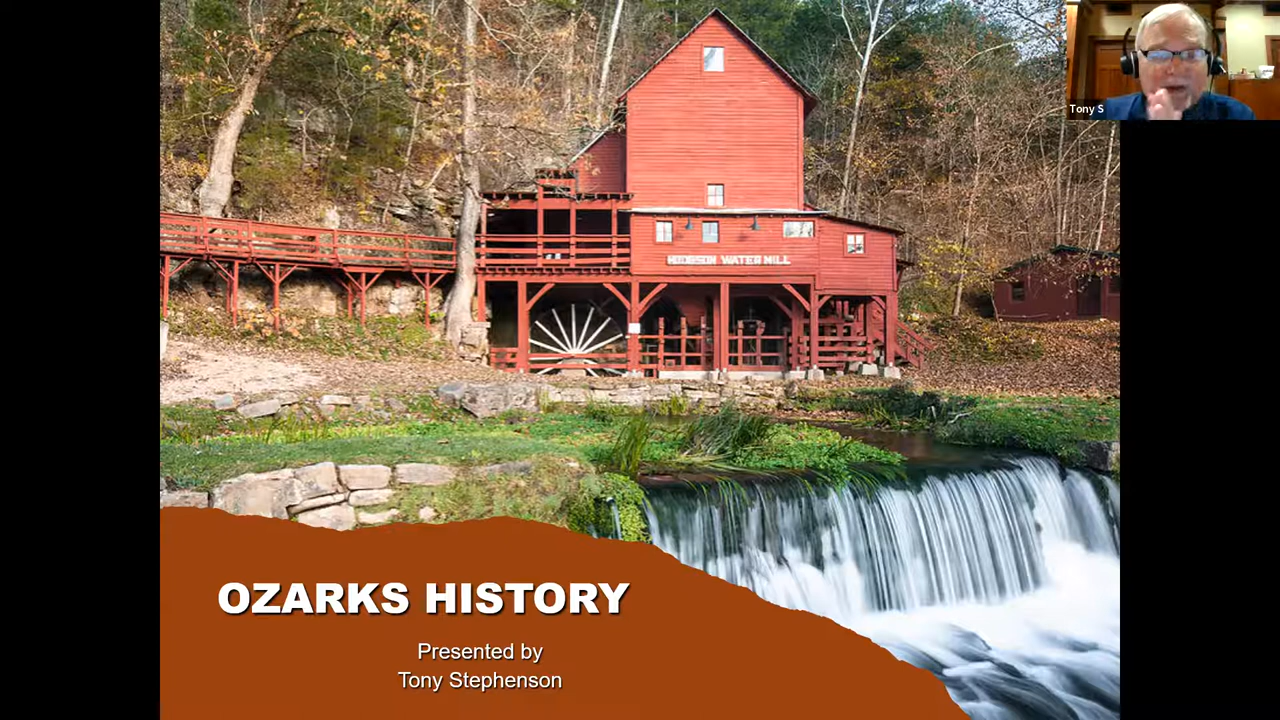 Tony S
HODGSON WATER MILL
OZARKS HISTORY
Presented by
Tony Stephenson